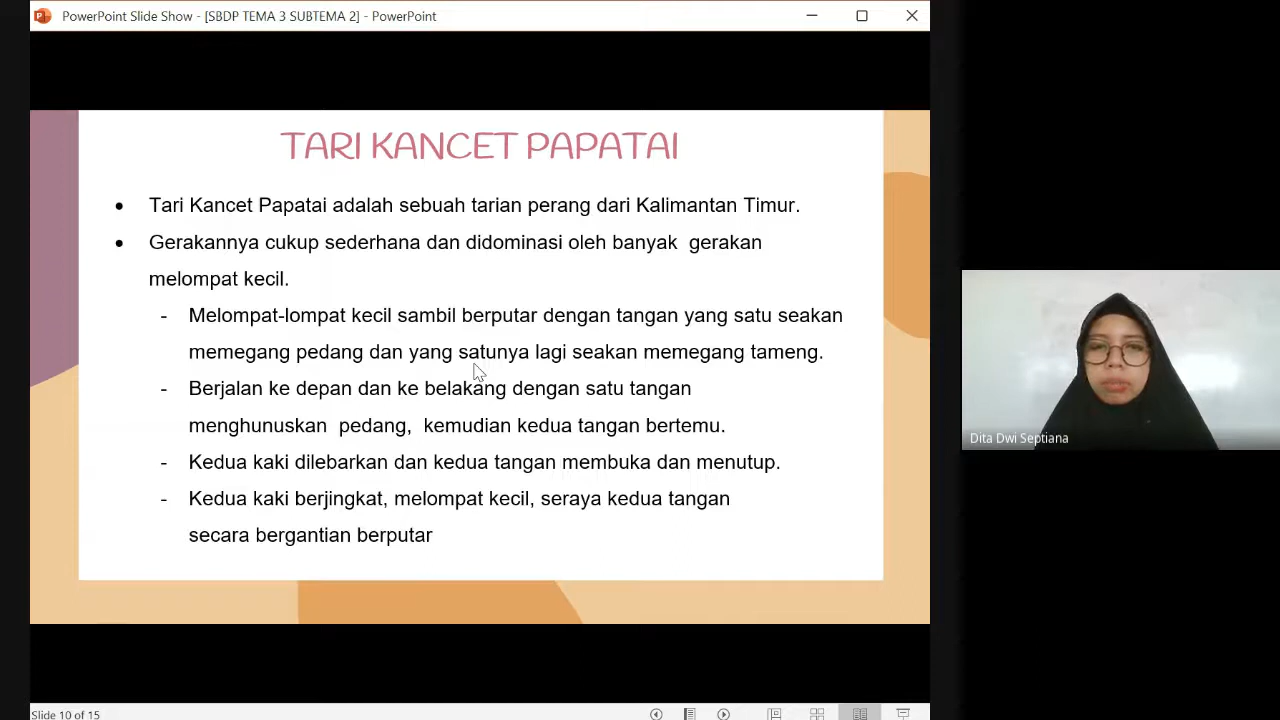 PowerPoint Slide Show - [SBDP TEMA 3 SUBTEMA 2] - PowerPoint
TARI KANCET PAPATAI
• Tari Kancet Papatai adalah sebuah tarian perang dari Kalimantan Timur.
• Gerakannya cukup sederhana dan didominasi oleh banyak gerakan
melompat kecil.
- Melompat-lompat kecil sambil berputar dengan tangan yang satu seakan
memegang pedang dan yang satunya lagi seakan memegang tameng.
- Berjalan ke depan dan ke belakang dengan satu tangan
menghunuskan pedang, kemudian kedua tangan bertemu.
- Kedua kaki dilebarkan dan kedua tangan membuka dan menutup.
- Kedua kaki berjingkat, melompat kecil, seraya kedua tangan
secara bergantian berputar
Dita Dwi Septiana
Slide 10 of 15